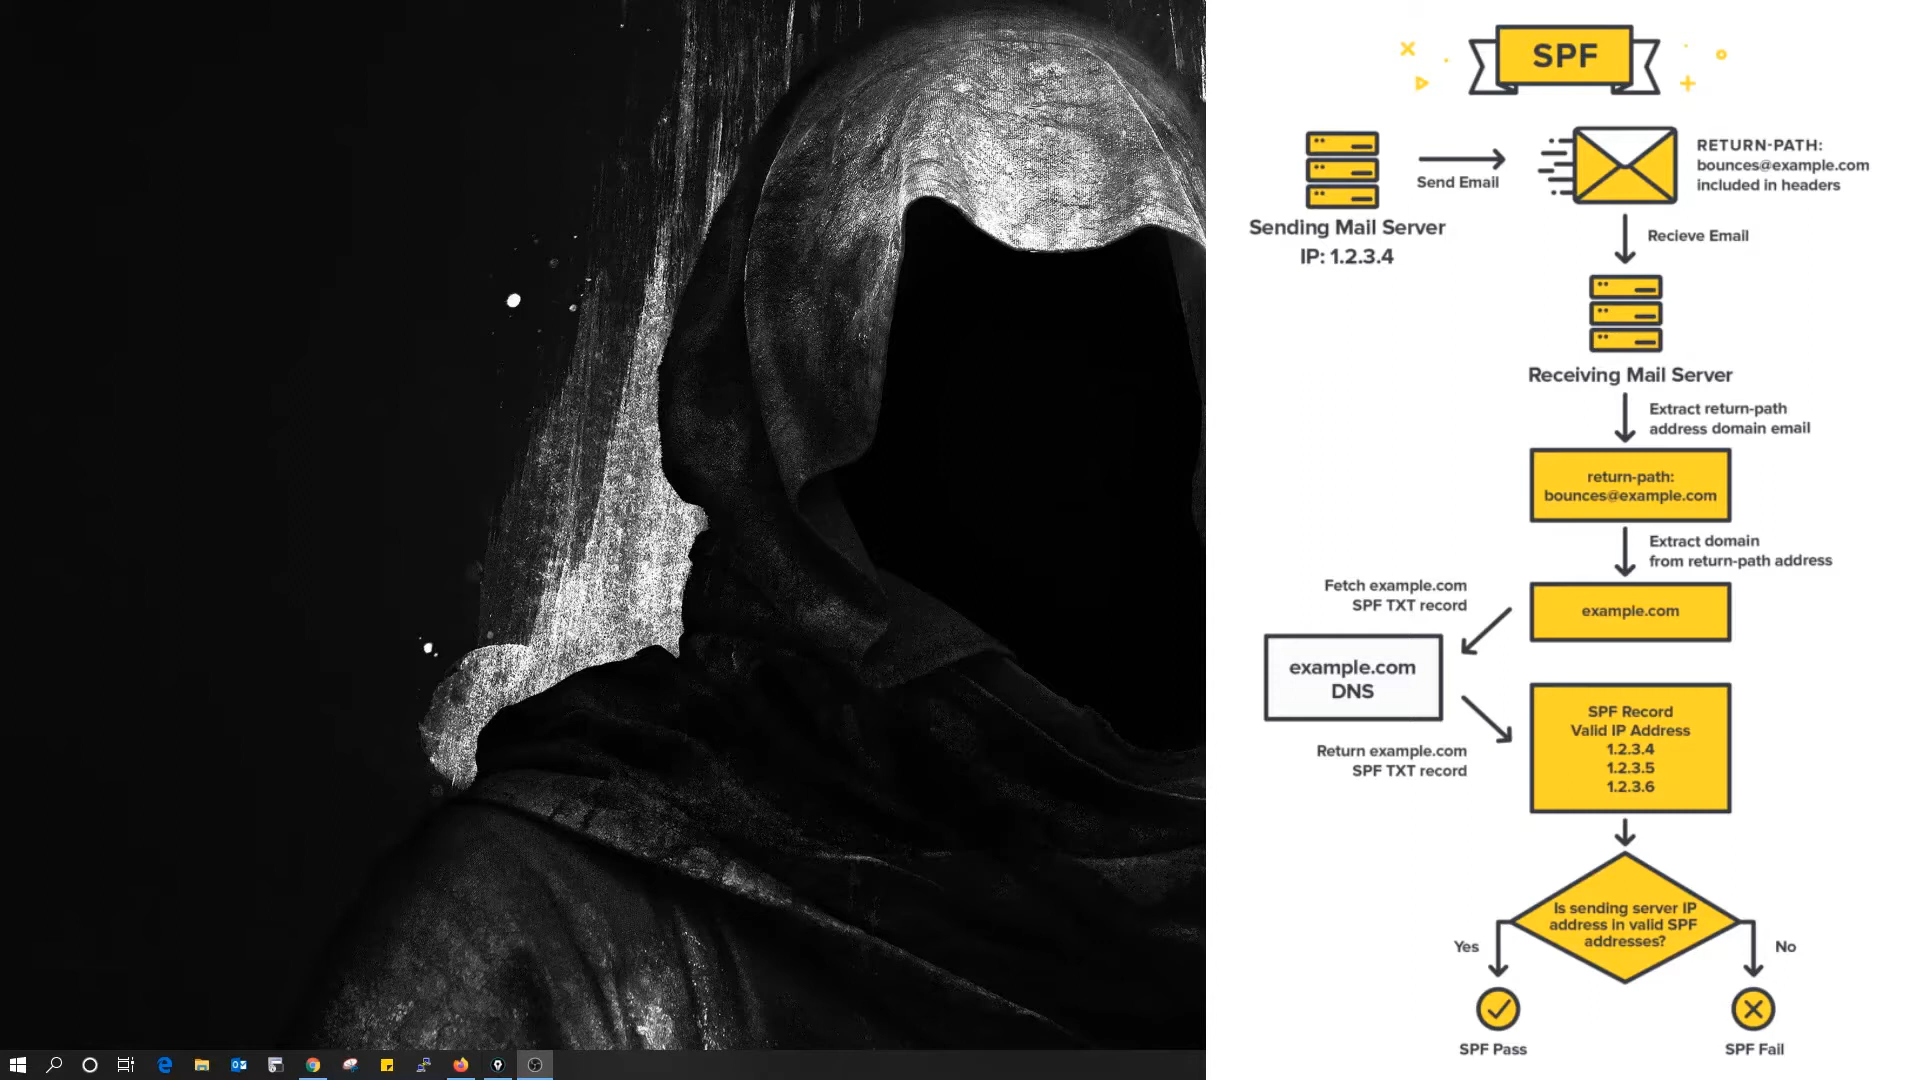 SPF
RETURN-PATH:
bounces@example.com
included in headers
Send Email
Sending Mail Server
IP: 1.2.3.4
Recieve Email
Receiving Mail Server
Extract return-path
address domain email
return-path:
bounces@example.com
Extract domain
from return-path address
Fetch example.com
SPF TXT record
example.com
example.com
DNS
Return example.com
SPF TXT record
SPF Record
Valid IP Address
1.2.3.4
1.2.3.5
1.2.3.6
Is sending server IP
address in valid SPF
addresses?
Yes
No
SPF Pass
SPF Fail